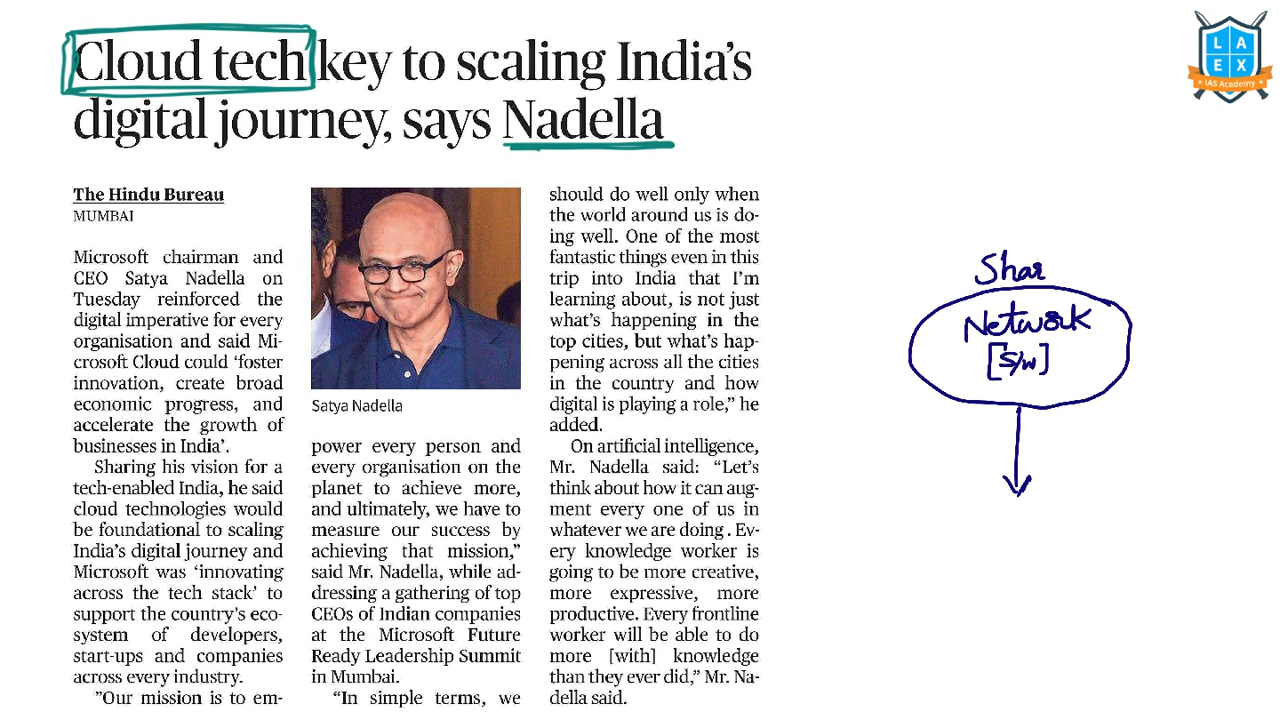 Cloud tech key to scaling India's
digital journey, says Nadella
The Hindu Bureau
MUMBAI
Microsoft chairman and
CEO Satya Nadella on
Tuesday reinforced the
digital imperative for every
organisation and said Mi-
crosoft Cloud could ‘foster
innovation, create broad
economic progress, and
accelerate the growth of
businesses in India’.
Sharing his vision for a
tech-enabled India, he said
cloud technologies would
be foundational to scaling
India’s digital journey and
Microsoft was ‘innovating
across the tech stack’ to
support the country’s eco-
system of developers,
start-ups and companies
across every industry.
”Our mission is to em-
Satya Nadella
power every person and
every organisation on the
planet to achieve more,
and ultimately, we have to
measure our success by
achieving that mission,”
said Mr. Nadella, while ad-
dressing a gathering of top
CEOs of Indian companies
at the Microsoft Future
Ready Leadership Summit
in Mumbai.
“In simple terms, we
should do well only when
the world around us is do-
ing well. One of the most
fantastic things even in this
trip into India that I’m
learning about, is not just
what’s happening in the
top cities, but what’s hap-
pening across all the cities
in the country and how
digital is playing a role,” he
added.
On artificial intelligence,
Mr. Nadella said: “Let’s
think about how it can aug-
ment every one of us in
whatever we are doing . Ev-
ery knowledge worker is
going to be more creative,
more expressive, more
productive. Every frontline
worker will be able to do
more [with] knowledge
than they ever did,” Mr. Na-
della said.
Shar
Network
[S/w]
L A
E X
IAS Academy